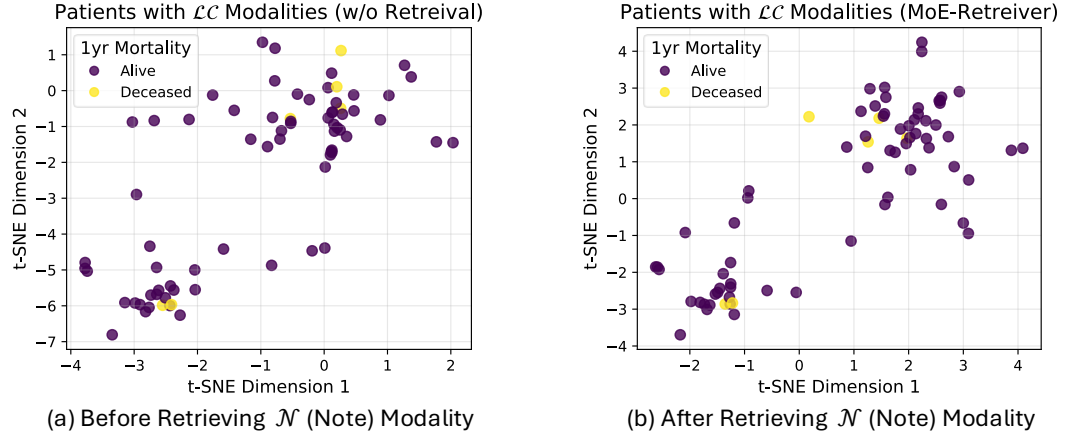 Patients with ℒ𝒞 Modalities (w/o Retreival)
1yr Mortality
Alive
Deceased
1
0
−1
−2
−3
−4
−5
−6
−7
t-SNE Dimension 2
−4
−3
−2
−1
0
1
2
t-SNE Dimension 1
(a) Before Retrieving 𝒩 (Note) Modality
Patients with ℒ𝒞 Modalities (MoE-Retreiver)
1yr Mortality
Alive
Deceased
4
3
2
1
0
−1
−2
−3
−4
t-SNE Dimension 2
−2
−1
0
1
2
3
4
t-SNE Dimension 1
(b) After Retrieving 𝒩 (Note) Modality